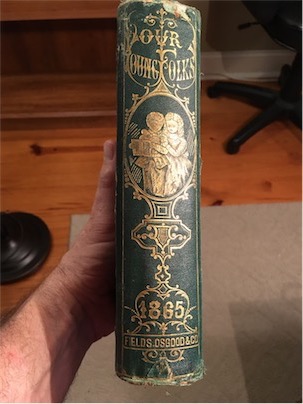 OUR
YOUNG FOLKS
1865
FIELDS, OSGOOD & CO.